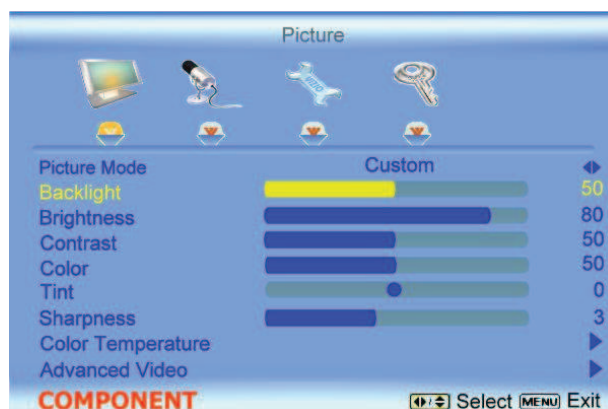 Picture
VIZIO
Picture Mode Custom
Backlight 50
Brightness 80
Contrast 50
Color 50
Tint 0
Sharpness 3
Color Temperature
Advanced Video
COMPONENT Select MENU Exit